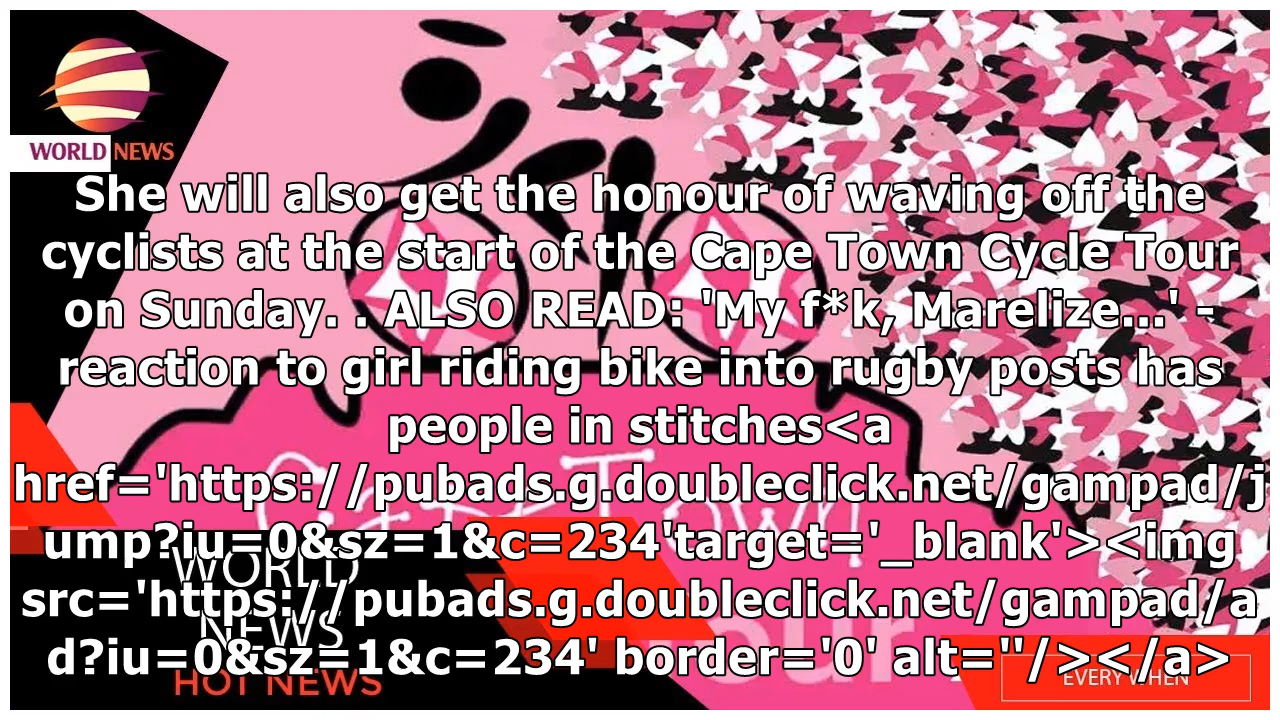 WORLD NEWS
She will also get the honour of waving off the
cyclists at the start of the Cape Town Cycle Tour
on Sunday. . ALSO READ: 'My f*k, Marelize...' -
reaction to girl riding bike into rugby posts has
people in stitches<a
href='https://pubads.g.doubleclick.net/gampad/j
ump?iu=0&sz=1&c=234'target='_blank'><img
src='https://pubads.g.doubleclick.net/gampad/a
d?iu=0&sz=1&c=234' border='0' alt=''/></a>
Cape Town
Tour
WORLD
NEWS
HOT NEWS
EVERY WHEN